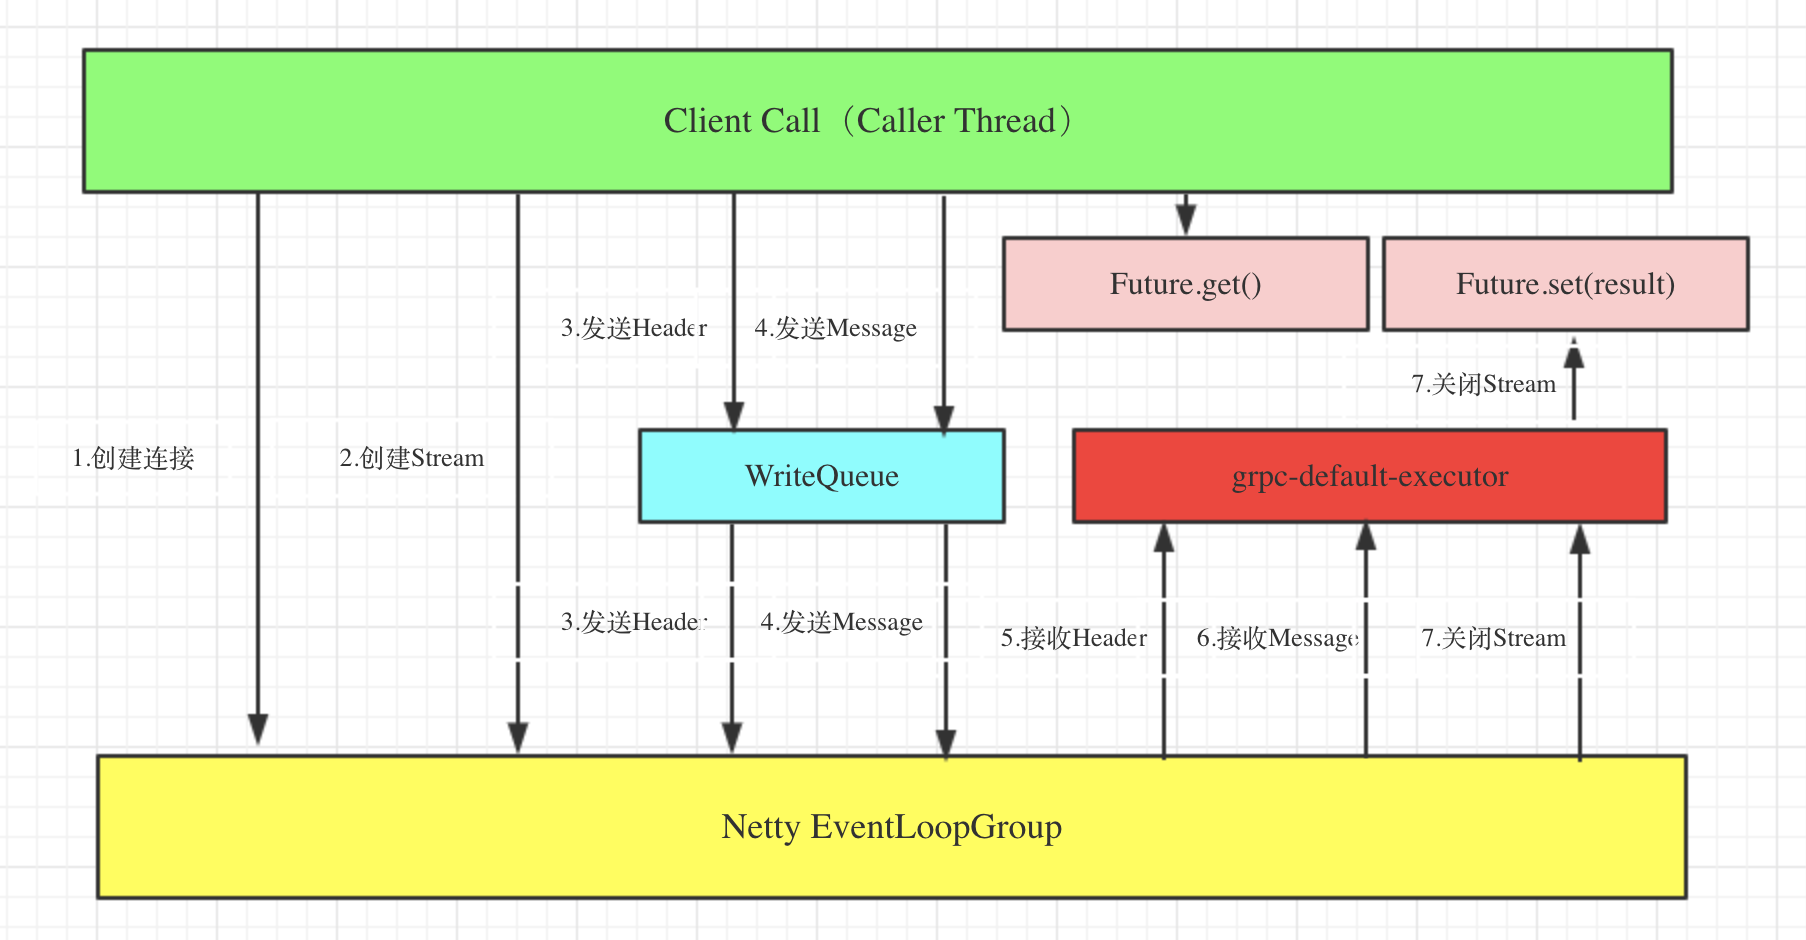 Client Call（Caller Thread）
Future.get()
Future.set(result)
3.发送Header
4.发送Message
7.关闭Stream
1.创建连接
2.创建Stream
WriteQueue
grpc-default-executor
3.发送Header
4.发送Message
5.接收Header
6.接收Message
7.关闭Stream
Netty EventLoopGroup